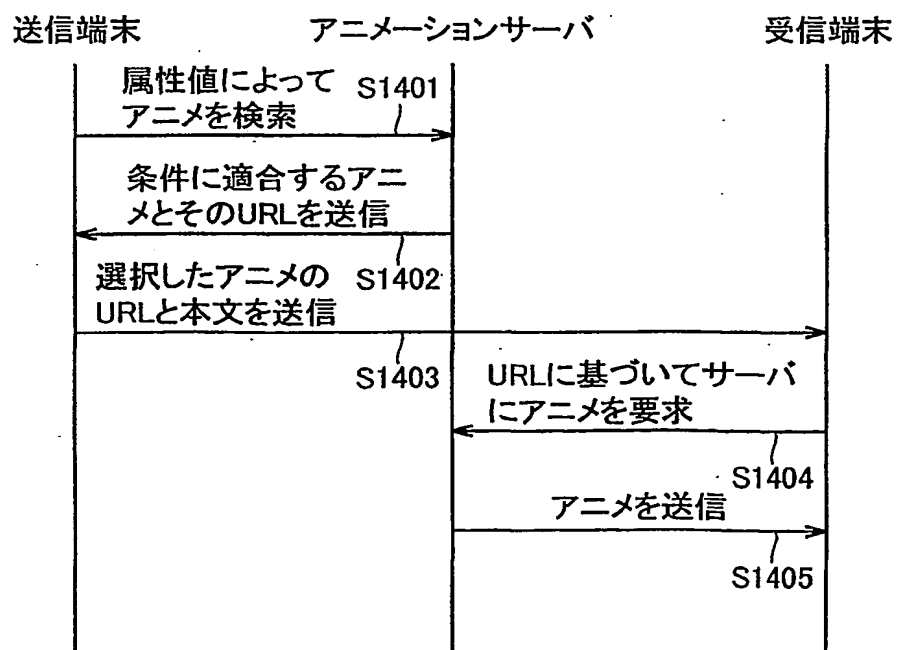 送信端末
アニメーションサーバ
受信端末
属性値によって
アニメを検索
S1401
条件に適合するアニ
メとそのURLを送信
S1402
選択したアニメの
URLと本文を送信
S1403
URLに基づいてサーバ
にアニメを要求
S1404
アニメを送信
S1405